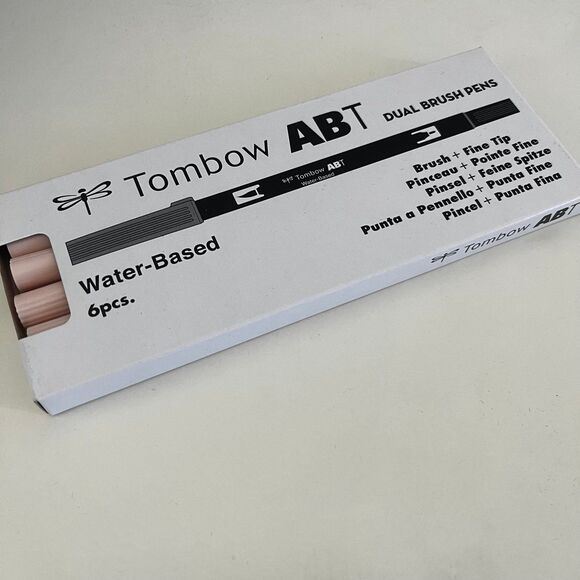 Tombow ABT DUAL BRUSH PENS
Tombow ABT
Water-Based
Brush + Fine Tip
Pinceau + Pointe Fine
Pinsel + Feine Spitze
Punta a Pennello + Punta Fine
Pincel + Punta Fina
Water-Based
6pcs.
Tombow ABT